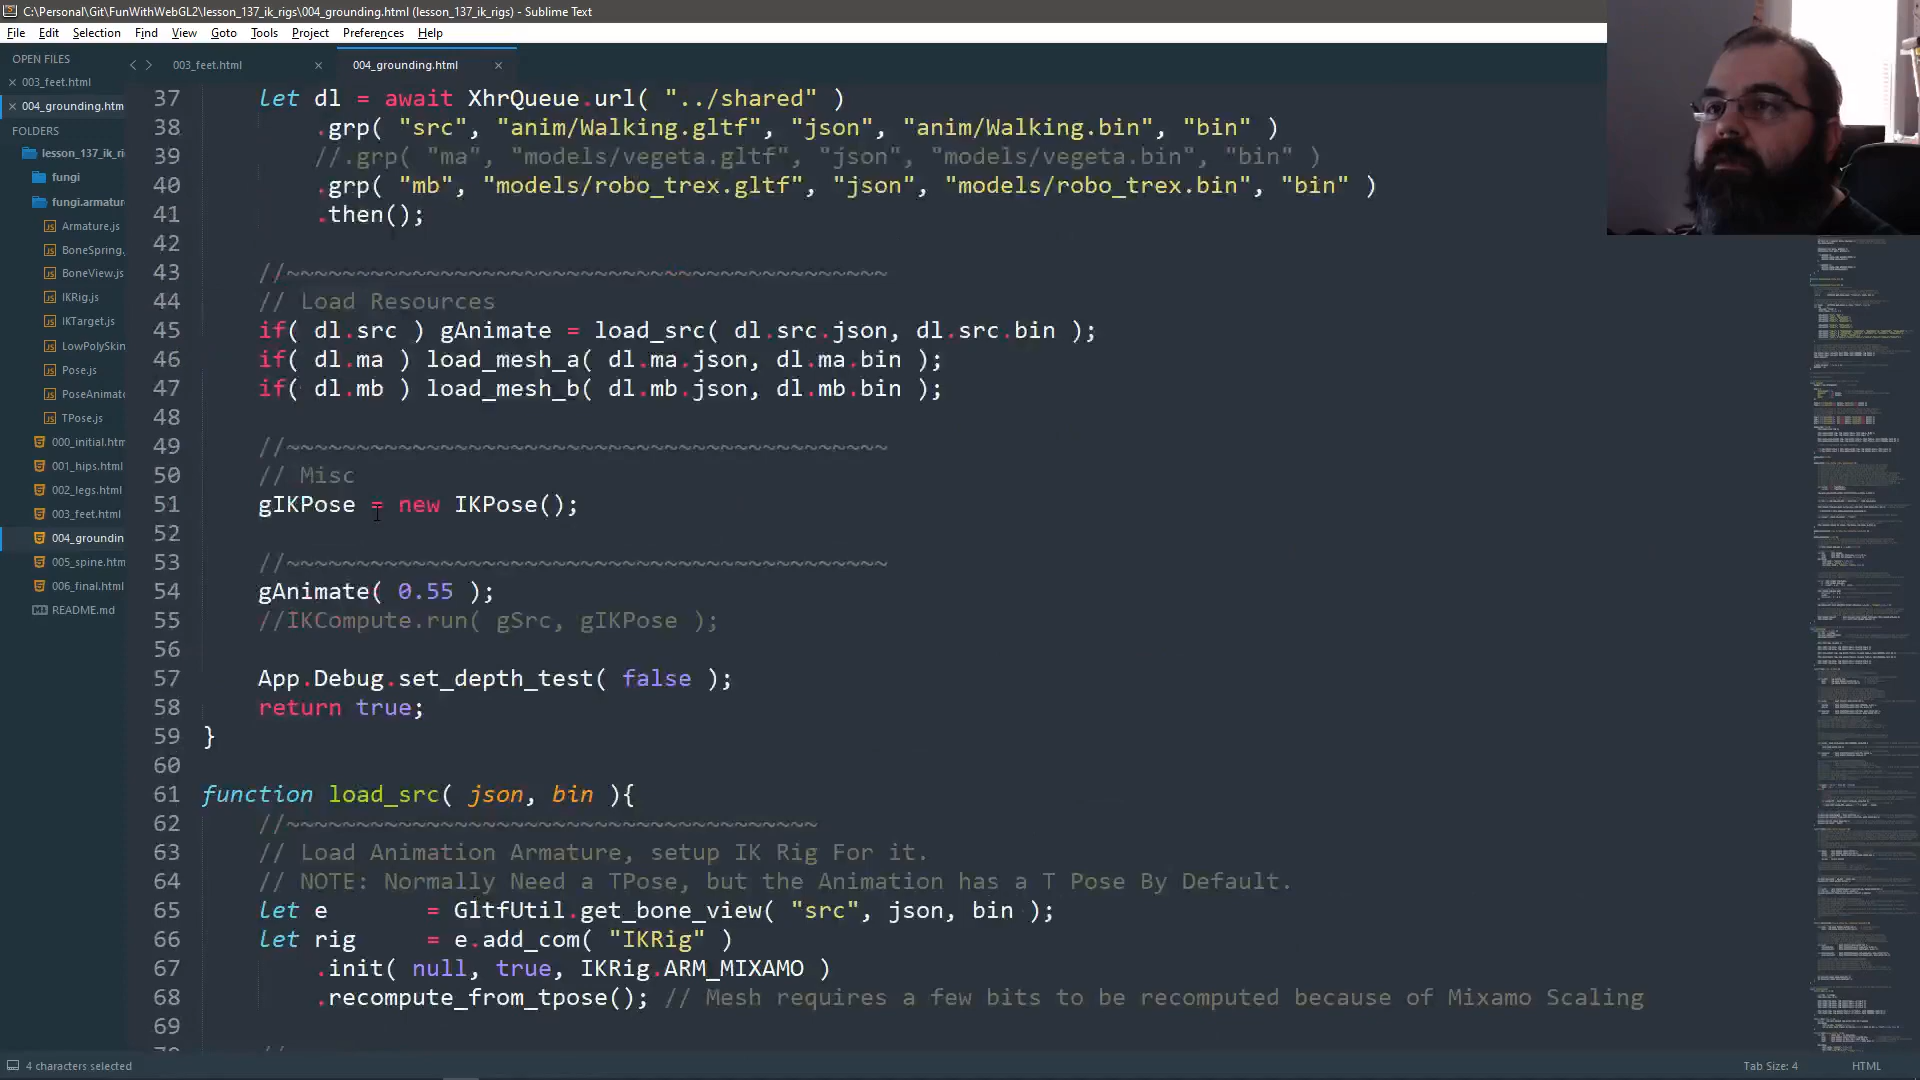 C:\Personal\Git\FunWithWebGL2\lesson_137_ik_rigs\004_grounding.html (lesson_137_ik_rigs) - Sublime Text
File Edit Selection Find View Goto Tools Project Preferences Help
OPEN FILES
003_feet.html
004_grounding.htm
FOLDERS
lesson_137_ik_ri
fungi
fungi.armature
Armature.js
BoneSpring.
BoneView.js
IKRig.js
IKTarget.js
LowPolySkin
Pose.js
PoseAnimato
TPose.js
000_initial.htm
001_hips.html
002_legs.html
003_feet.html
004_groundin
005_spine.htm
006_final.html
README.md
003_feet.html
004_grounding.html
37 let dl = await XhrQueue.url( "../shared" )
38 .grp( "src", "anim/Walking.gltf", "json", "anim/Walking.bin", "bin" )
39 //.grp( "ma", "models/vegeta.gltf", "json", "models/vegeta.bin", "bin" )
40 .grp( "mb", "models/robo_trex.gltf", "json", "models/robo_trex.bin", "bin" )
41 .then();
42
43 //~~~~~~~~~~~~~~~~~~~~~~~~~~~~~~~~~~~~~~~~~~~
44 // Load Resources
45 if( dl.src ) gAnimate = load_src( dl.src.json, dl.src.bin );
46 if( dl.ma ) load_mesh_a( dl.ma.json, dl.ma.bin );
47 if( dl.mb ) load_mesh_b( dl.mb.json, dl.mb.bin );
48
49 //~~~~~~~~~~~~~~~~~~~~~~~~~~~~~~~~~~~~~~~~~~~
50 // Misc
51 gIKPose = new IKPose();
52
53 //~~~~~~~~~~~~~~~~~~~~~~~~~~~~~~~~~~~~~~~~~~~
54 gAnimate( 0.55 );
55 //IKCompute.run( gSrc, gIKPose );
56
57 App.Debug.set_depth_test( false );
58 return true;
59 }
60
61 function load_src( json, bin ){
62 //~~~~~~~~~~~~~~~~~~~~~~~~~~~~~~~~~~~~~~
63 // Load Animation Armature, setup IK Rig For it.
64 // NOTE: Normally Need a TPose, but the Animation has a T Pose By Default.
65 let e = GltfUtil.get_bone_view( "src", json, bin );
66 let rig = e.add_com( "IKRig" )
67 .init( null, true, IKRig.ARM_MIXAMO )
68 .recompute_from_tpose(); // Mesh requires a few bits to be recomputed because of Mixamo Scaling
69
4 characters selected
Tab Size: 4
HTML